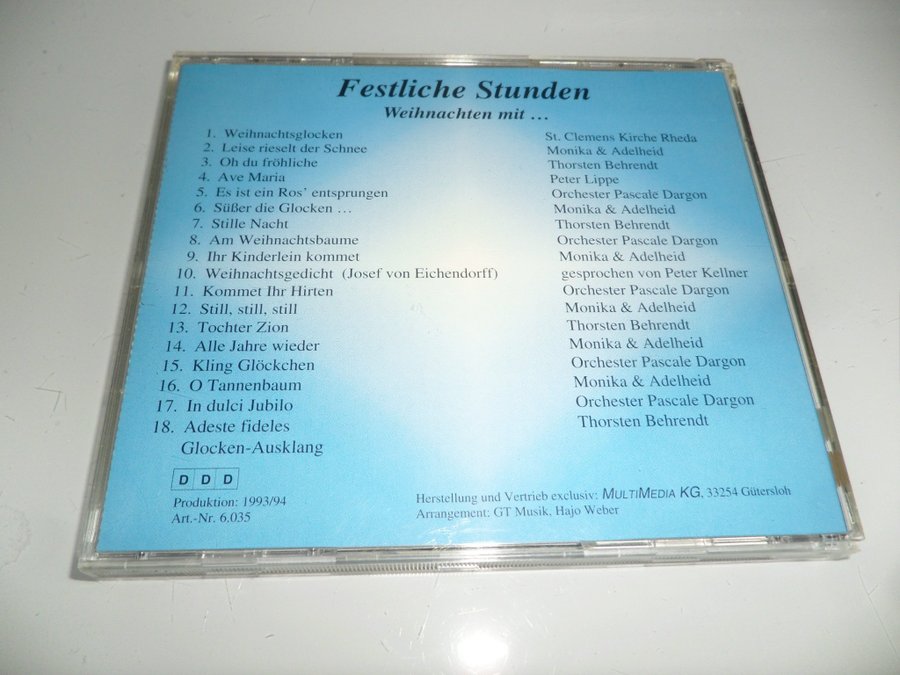 Festliche Stunden
Weihnachten mit ...
1. Weihnachtsglocken St. Clemens Kirche Rheda
2. Leise rieselt der Schnee Monika & Adelheid
3. Oh du fröhliche Thorsten Behrendt
4. Ave Maria Peter Lippe
5. Es ist ein Ros' entsprungen Orchester Pascale Dargon
6. Süßer die Glocken ... Monika & Adelheid
7. Stille Nacht Thorsten Behrendt
8. Am Weihnachtsbaume Orchester Pascale Dargon
9. Ihr Kinderlein kommet Monika & Adelheid
10. Weihnachtsgedicht (Josef von Eichendorff) gesprochen von Peter Kellner
11. Kommet Ihr Hirten Orchester Pascale Dargon
12. Still, still, still Monika & Adelheid
13. Tochter Zion Thorsten Behrendt
14. Alle Jahre wieder Monika & Adelheid
15. Kling Glöckchen Orchester Pascale Dargon
16. O Tannenbaum Monika & Adelheid
17. In dulci Jubilo Orchester Pascale Dargon
18. Adeste fideles Thorsten Behrendt
Glocken-Ausklang
D D D
Produktion: 1993/94
Art.-Nr. 6.035
Herstellung und Vertrieb exclusiv: MULTIMEDIA KG, 33254 Gütersloh
Arrangement: GT Musik, Hajo Weber